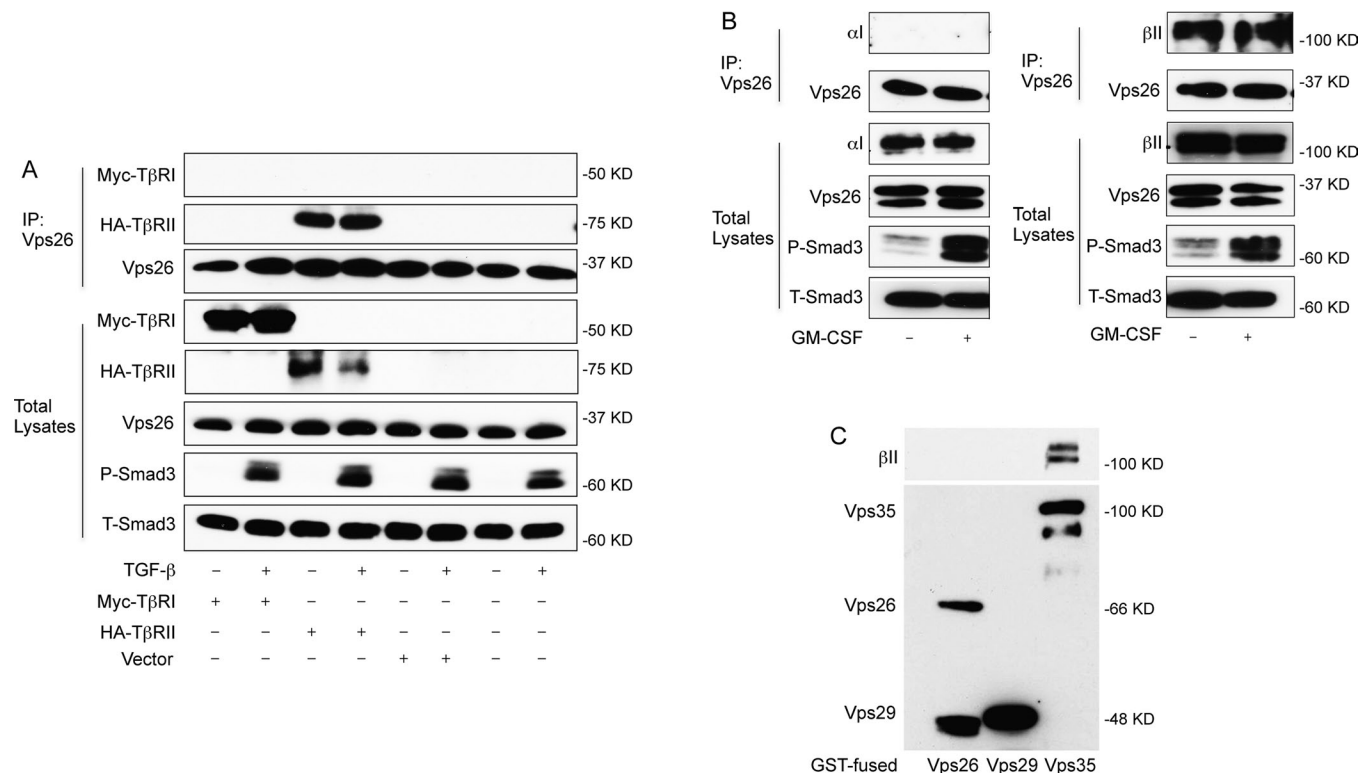 A
IP:
Vps26
Myc-TβRI
-50 KD
HA-TβRII
-75 KD
Vps26
-37 KD
Total
Lysates
Myc-TβRI
-50 KD
HA-TβRII
-75 KD
Vps26
-37 KD
P-Smad3
-60 KD
T-Smad3
-60 KD
TGF-β – + – + – + – +
Myc-TβRI + + – – – – – –
HA-TβRII – – + + – – – –
Vector – – – – + + – –
B
IP:
Vps26
αI
Vps26
Total
Lysates
αI
Vps26
P-Smad3
T-Smad3
GM-CSF – +
IP:
Vps26
βII
-100 KD
Vps26
-37 KD
Total
Lysates
βII
-100 KD
Vps26
-37 KD
P-Smad3
-60 KD
T-Smad3
-60 KD
GM-CSF – +
C
βII
-100 KD
Vps35
-100 KD
Vps26
-66 KD
Vps29
-48 KD
GST-fused Vps26 Vps29 Vps35